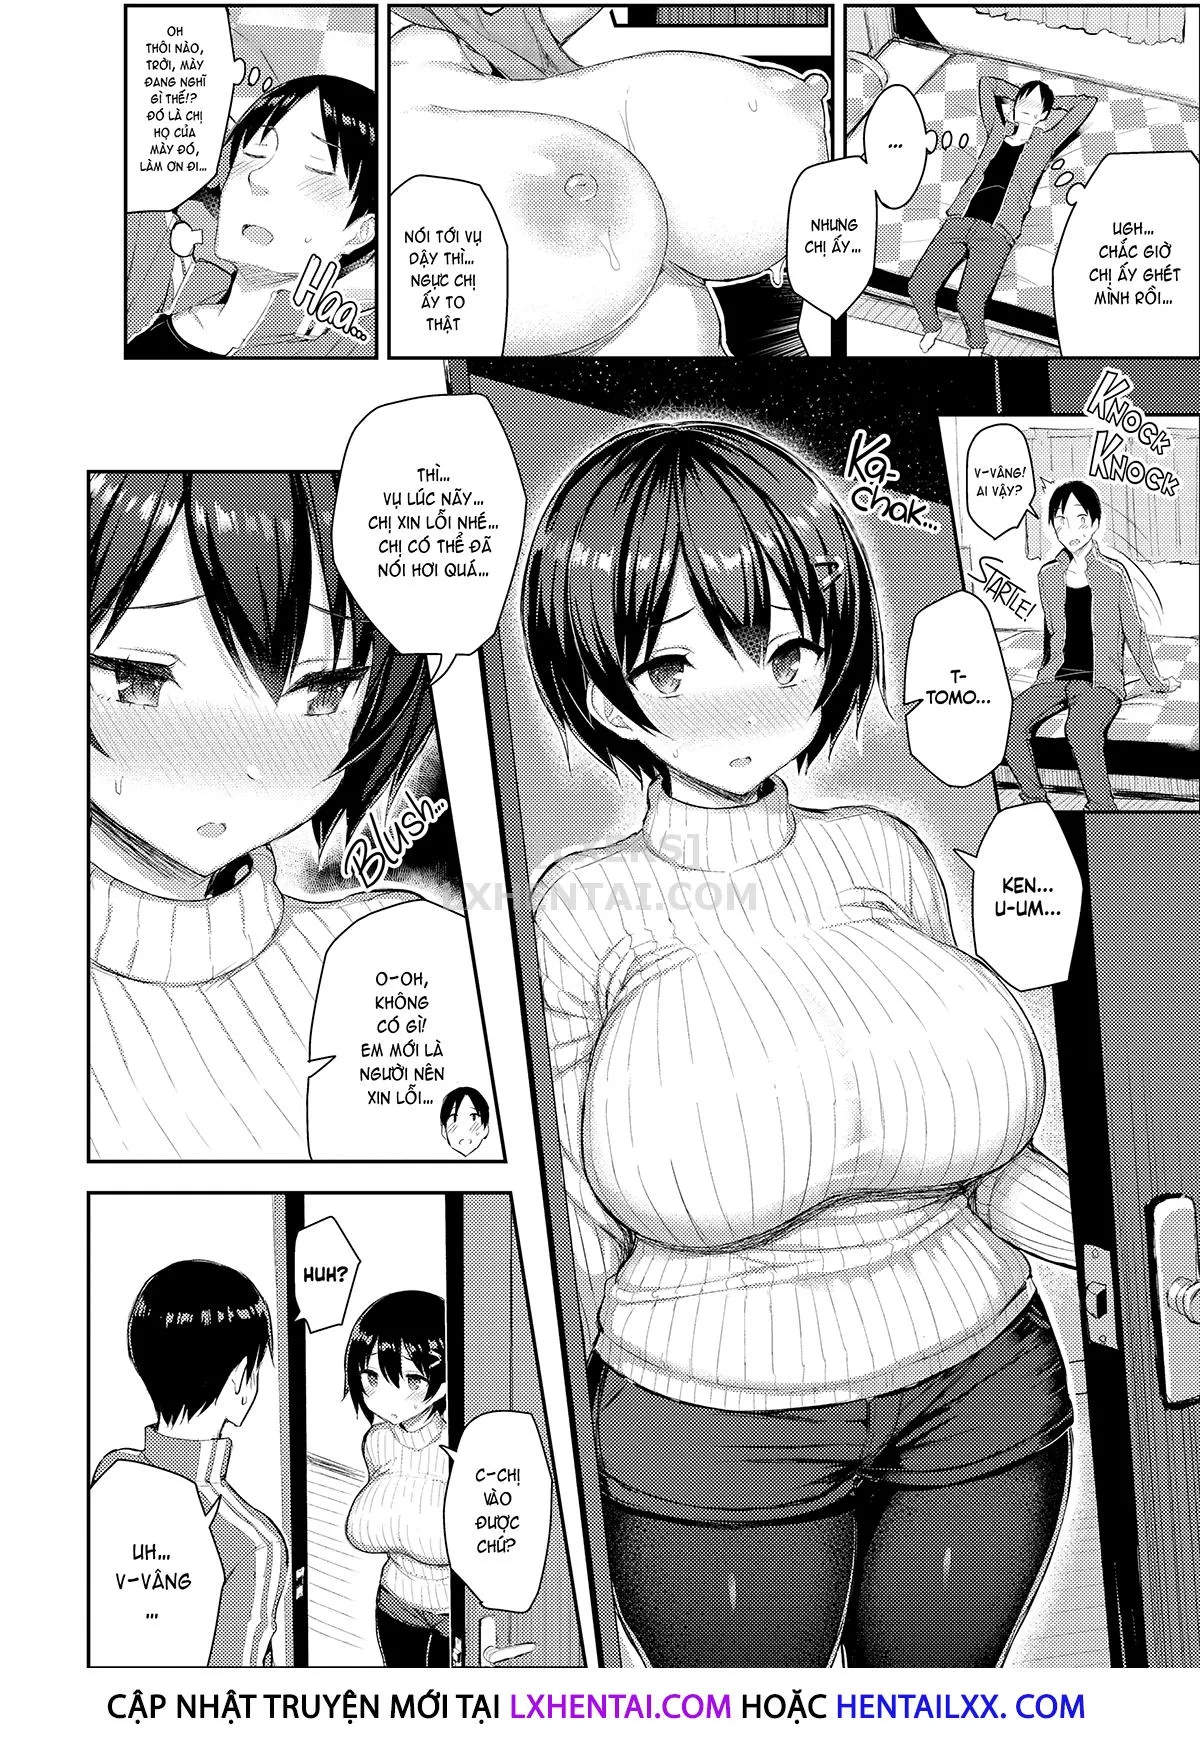 UGH...
CHẮC GIỜ
CHỊ ẤY GHÉT
MÌNH RỒI...
...
NHƯNG
CHỊ ẤY...
NÓI TỚI VỤ
DẬY THÌ...
NGỰC CHỊ
ẤY TO
THẬT
OH
THÔI NÀO,
TRỜI, MÀY
ĐANG NGHĨ
GÌ THẾ!?
ĐÓ LÀ CHỊ
HỌ CỦA
MÀY ĐÓ,
LÀM ƠN ĐI...
Haa...
KNOCK
KNOCK
V-VÂNG!
AI VẬY?
STARTLE!
Ka-
chak...
T-
TOMO...
KEN...
U-UM...
THÌ...
VỤ LÚC NÃY...
CHỊ XIN LỖI NHÉ...
CHỊ CÓ THỂ ĐÃ
NÓI HƠI QUÁ...
Blush...
O-OH,
KHÔNG
CÓ GÌ!
EM MỚI LÀ
NGƯỜI NÊN
XIN LỖI...
LXHENTAI.COM
HUH?
C-CHỊ
VÀO
ĐƯỢC
CHỨ?
UH...
V-VÂNG
...
CẬP NHẬT TRUYỆN MỚI TẠI LXHENTAI.COM HOẶC HENTAILXX. COM